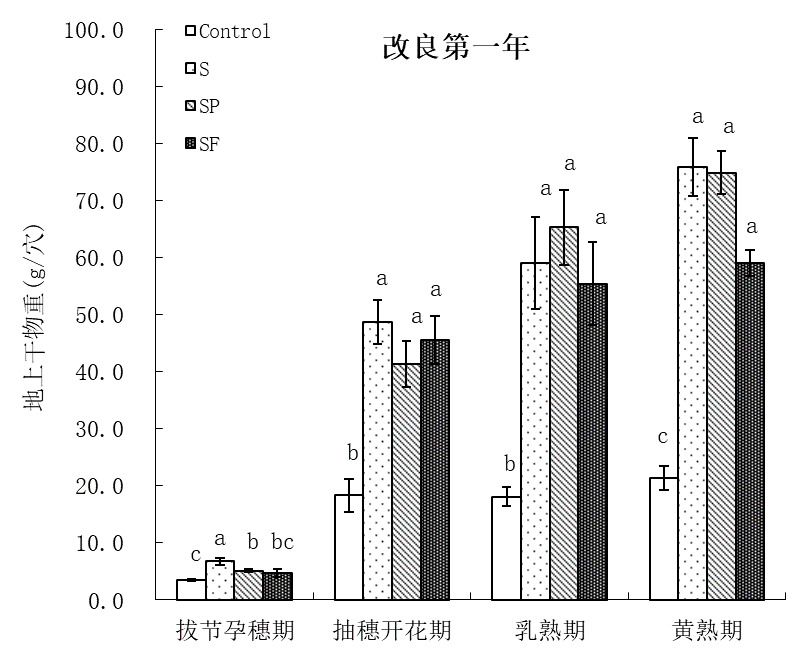 改良第一年
Control
S
SP
SF
地上干物重(g/穴)
100.0
90.0
80.0
70.0
60.0
50.0
40.0
30.0
20.0
10.0
0.0
c a b bc
b a a a
b a a a
c a a a
拔节孕穗期 抽穗开花期 乳熟期 黄熟期